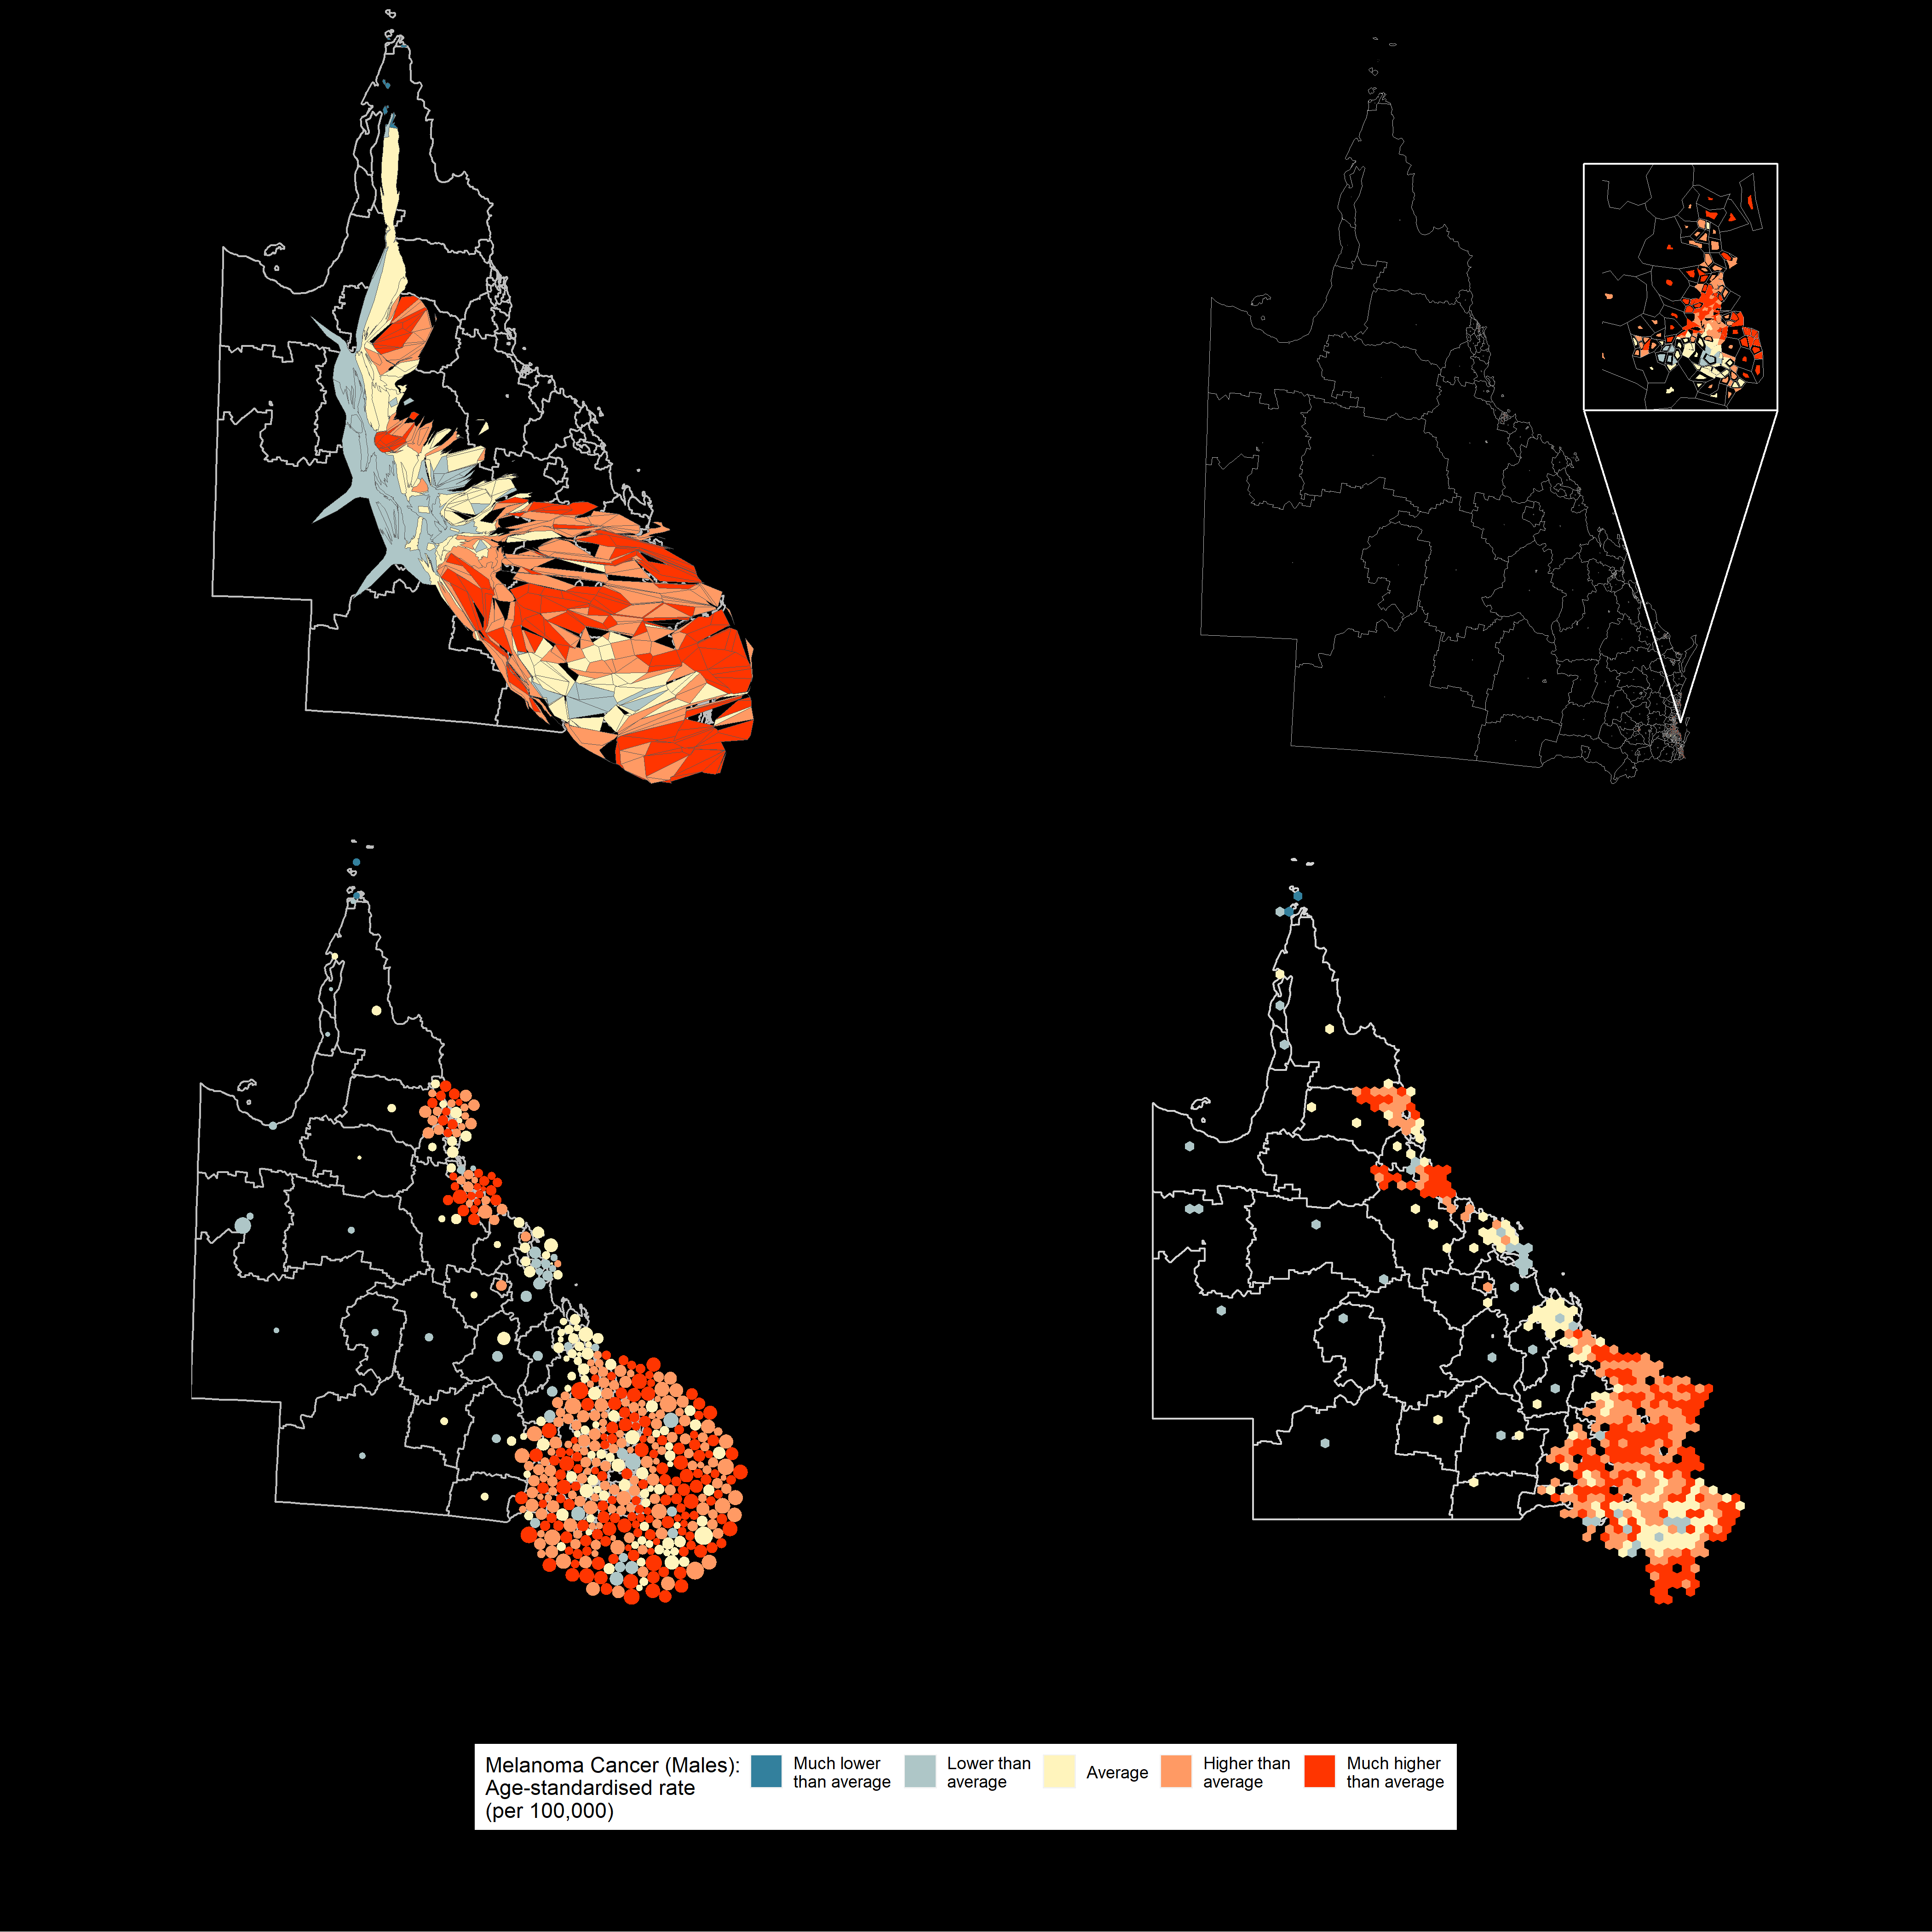 Melanoma Cancer (Males):
Age-standardised rate
(per 100,000)
Much lower
than average
Lower than
average
Average
Higher than
average
Much higher
than average